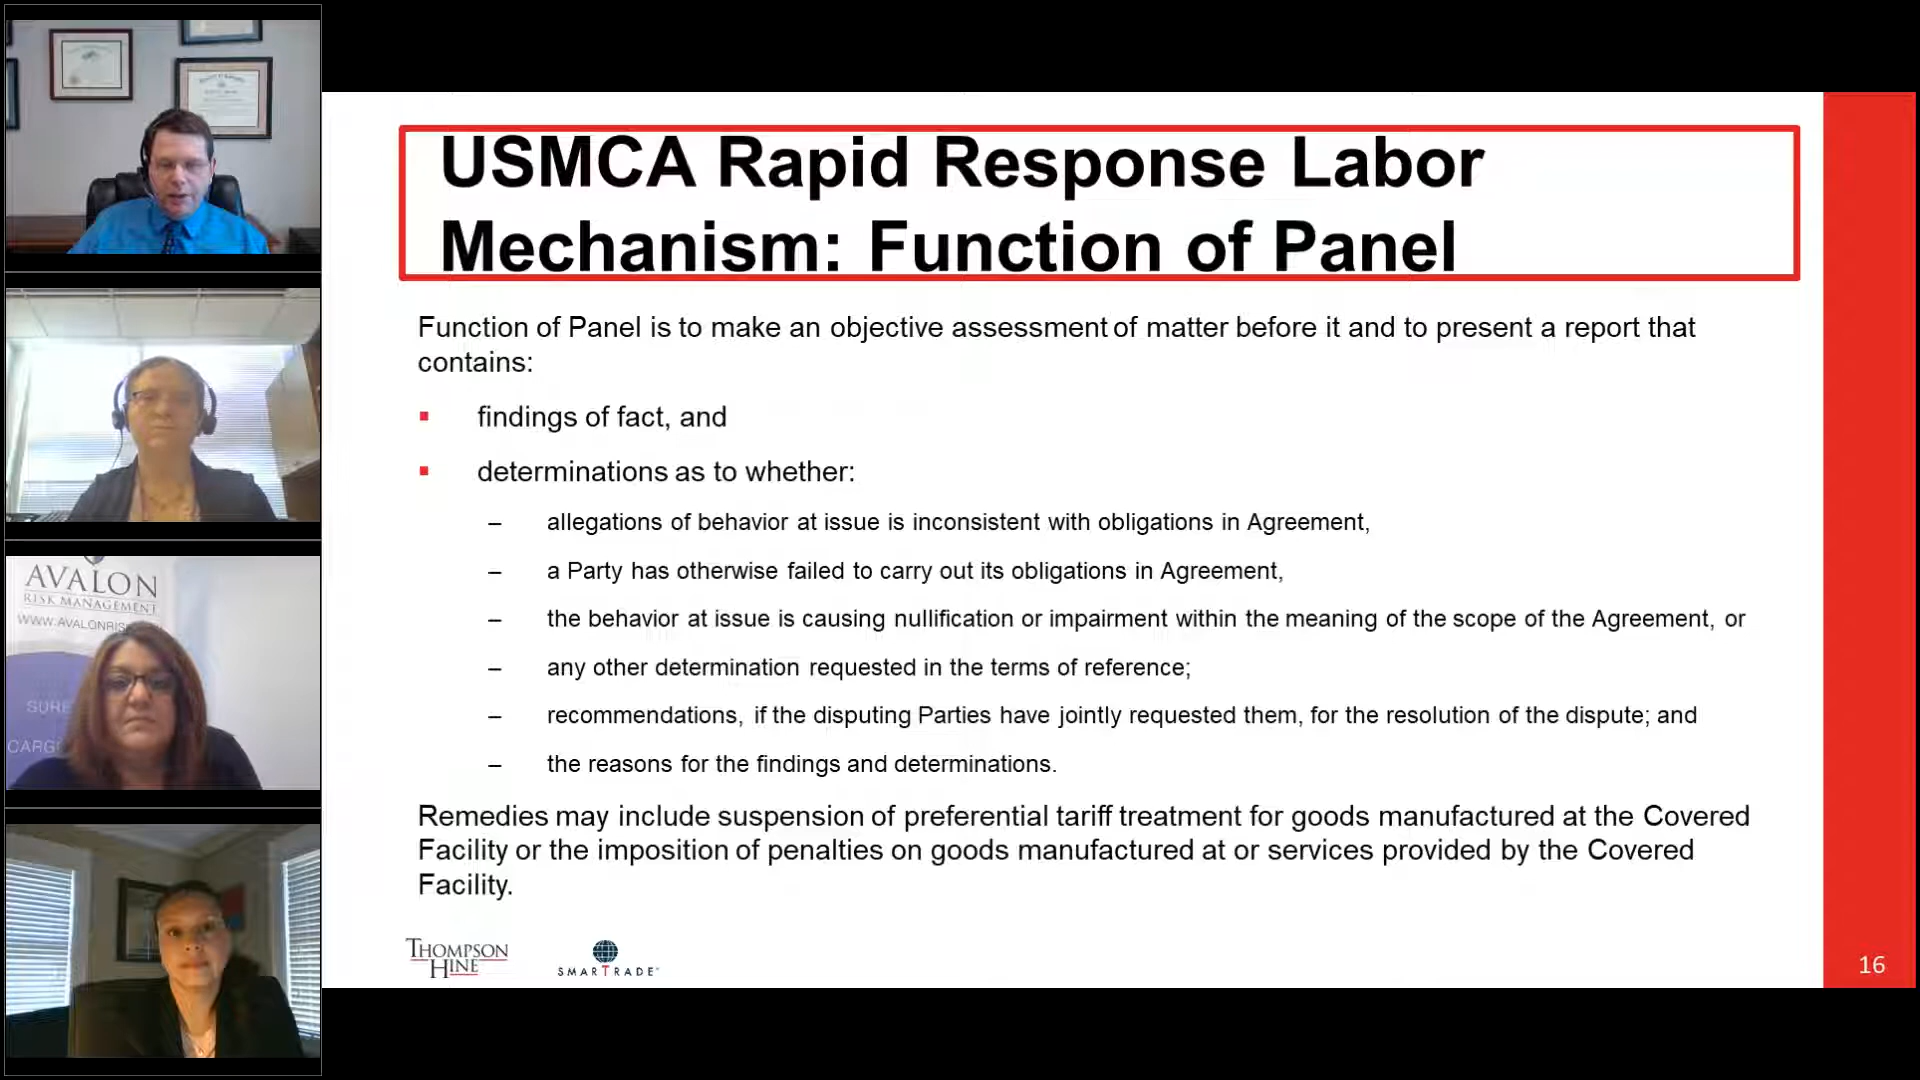 USMCA Rapid Response Labor
Mechanism: Function of Panel
Function of Panel is to make an objective assessment of matter before it and to present a report that
contains:
▪ findings of fact, and
▪ determinations as to whether:
– allegations of behavior at issue is inconsistent with obligations in Agreement,
– a Party has otherwise failed to carry out its obligations in Agreement,
– the behavior at issue is causing nullification or impairment within the meaning of the scope of the Agreement, or
– any other determination requested in the terms of reference;
– recommendations, if the disputing Parties have jointly requested them, for the resolution of the dispute; and
– the reasons for the findings and determinations.
Remedies may include suspension of preferential tariff treatment for goods manufactured at the Covered
Facility or the imposition of penalties on goods manufactured at or services provided by the Covered
Facility.
THOMPSON
HINE
SMARTRADE
16
AVALON
RISK MANAGEMENT
WWW.AVALONRIS
SURE
CARG